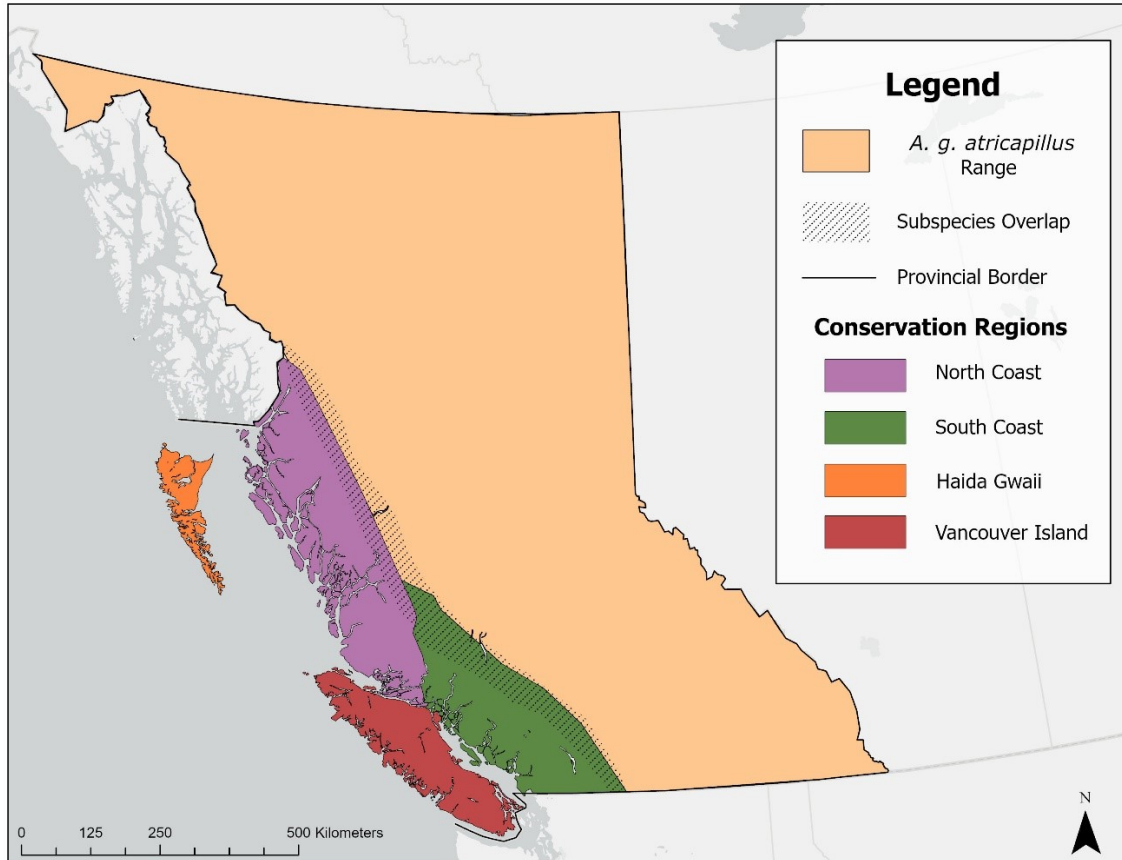 Legend
A. g. atricapillus
Range
Subspecies Overlap
Provincial Border
Conservation Regions
North Coast
South Coast
Haida Gwaii
Vancouver Island
0 125 250 500 Kilometers
N